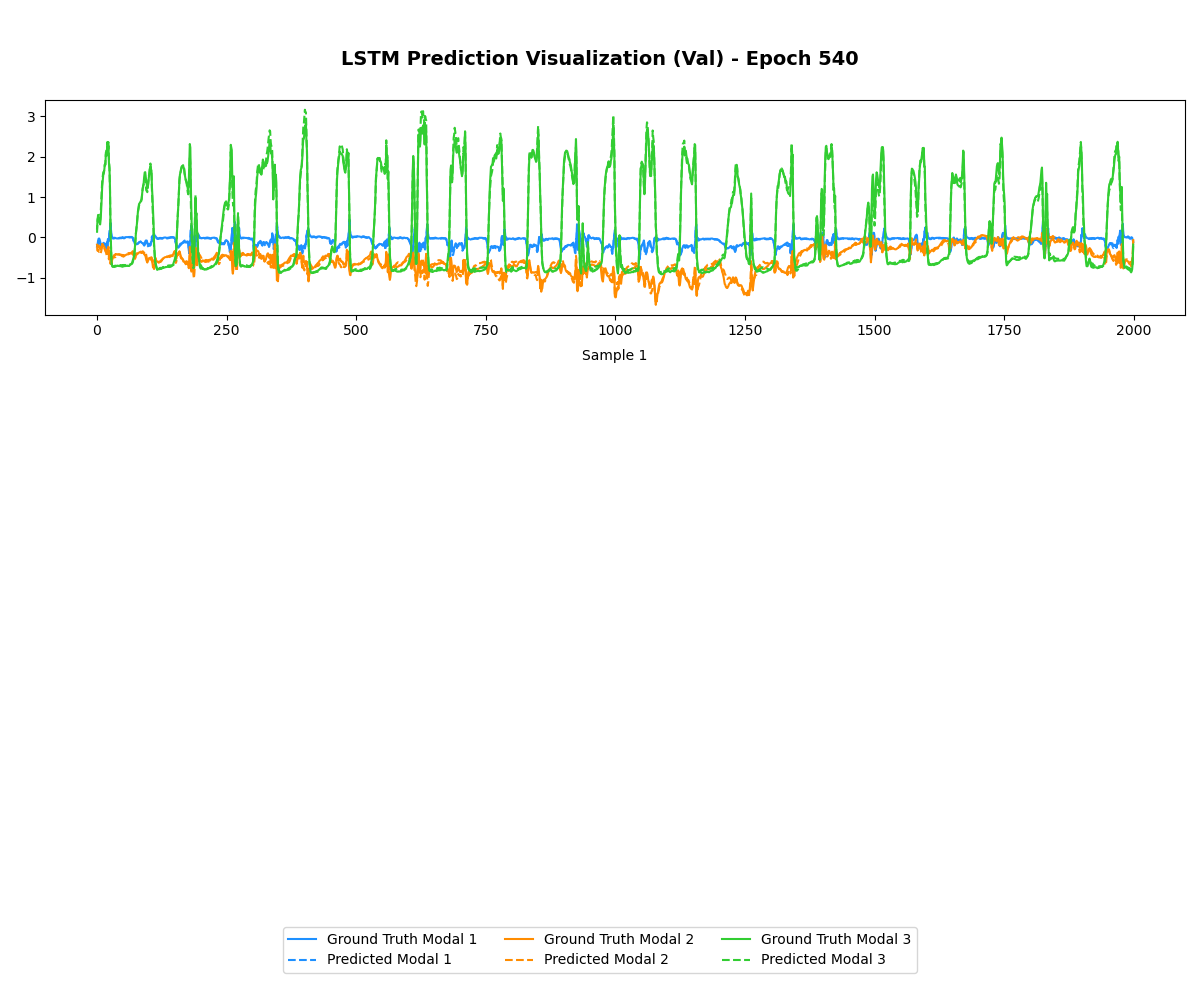 LSTM Prediction Visualization (Val) - Epoch 540
3
2
1
0
−1
0 250 500 750 1000 1250 1500 1750 2000
Sample 1
Ground Truth Modal 1 Ground Truth Modal 2 Ground Truth Modal 3
Predicted Modal 1 Predicted Modal 2 Predicted Modal 3